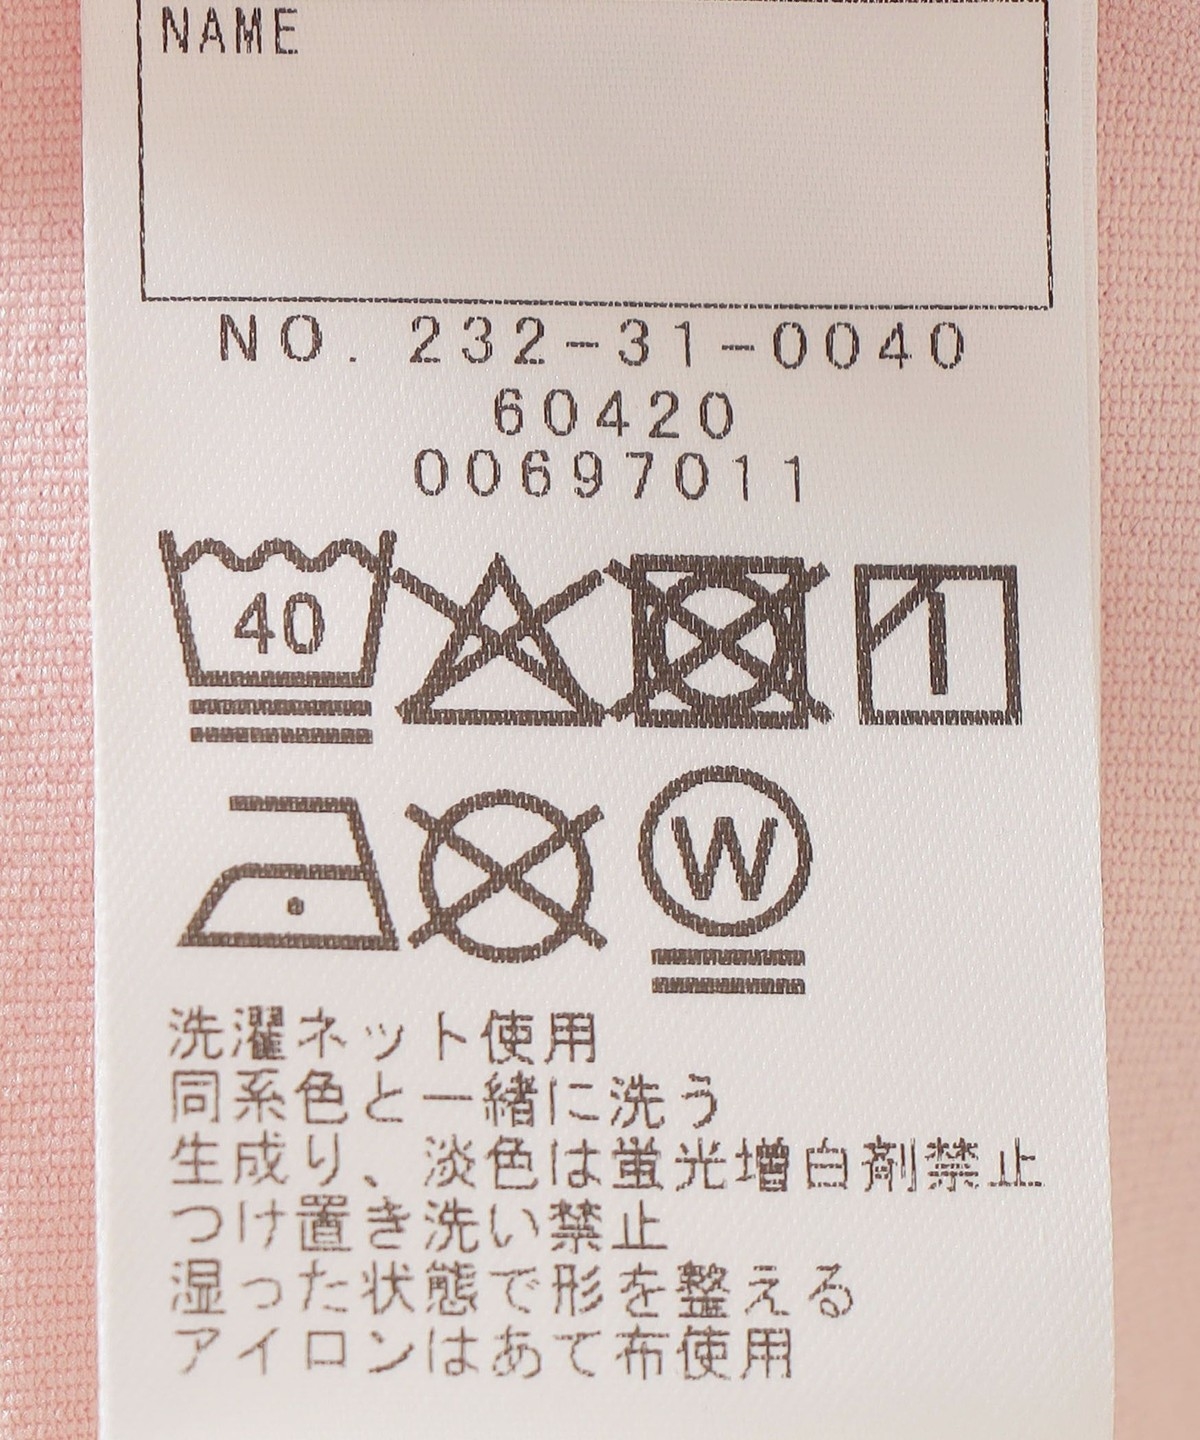 NAME
NO. 232-31-0040
60420
00697011
40
W
洗濯ネット使用
同系色と一緒に洗う
生成り、淡色は蛍光増白剤禁止
つけ置き洗い禁止
湿った状態で形を整える
アイロンはあて布使用